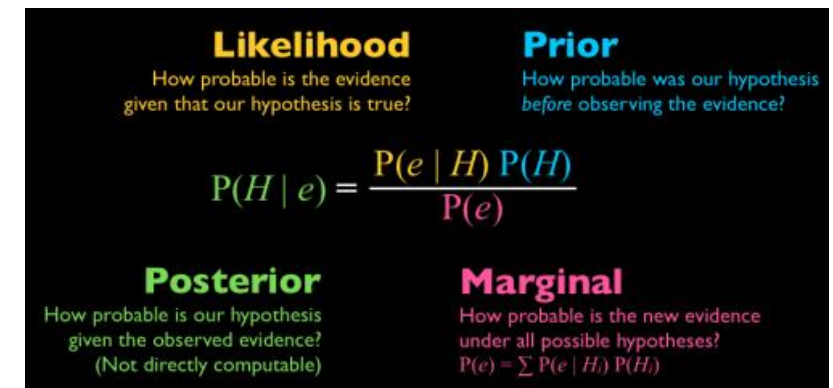 Likelihood
How probable is the evidence
given that our hypothesis is true?
Prior
How probable was our hypothesis
before observing the evidence?
P(H | e) = P(e | H) P(H)
P(e)
Posterior
How probable is our hypothesis
given the observed evidence?
(Not directly computable)
Marginal
How probable is the new evidence
under all possible hypotheses?
P(e) = ∑ P(e | Hᵢ) P(Hᵢ)